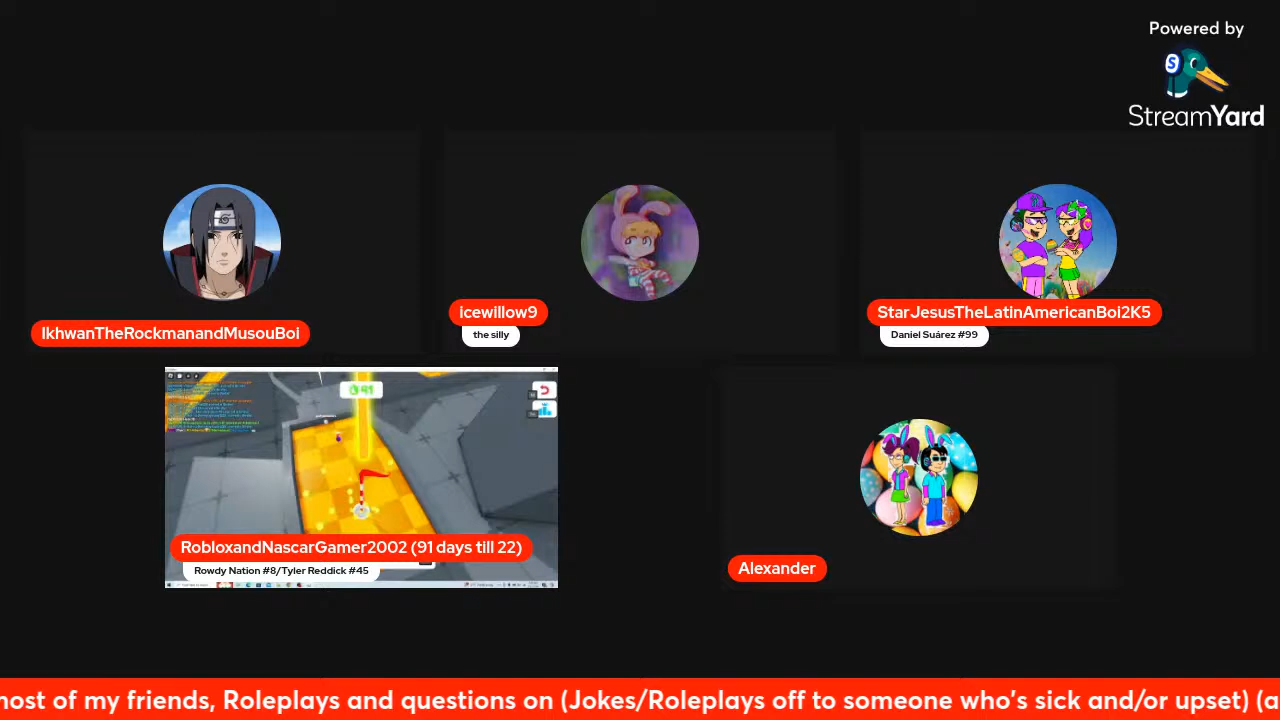 Powered by
StreamYard
IkhwanTheRockmanandMusouBoi
icewillow9
the silly
StarJesusTheLatinAmericanBoi2K5
Daniel Suárez #99
91
RobloxandNascarGamer2002 (91 days till 22)
Rowdy Nation #8/Tyler Reddick #45
Alexander
most of my friends, Roleplays and questions on (Jokes/Roleplays off to someone who's sick and/or upset) (a